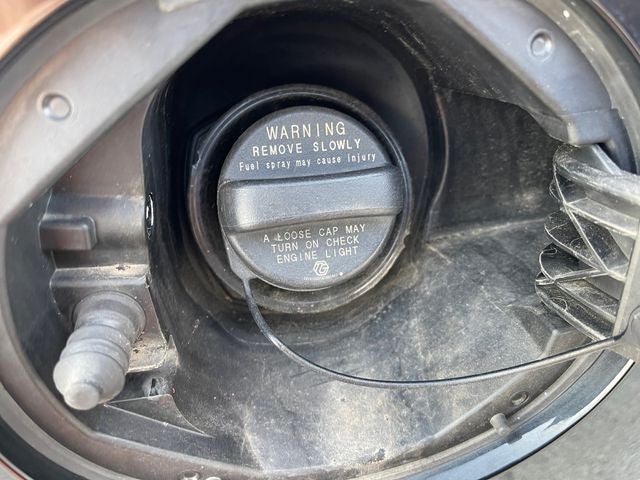 WARNING
REMOVE SLOWLY
Fuel spray may cause injury
A LOOSE CAP MAY
TURN ON CHECK
ENGINE LIGHT